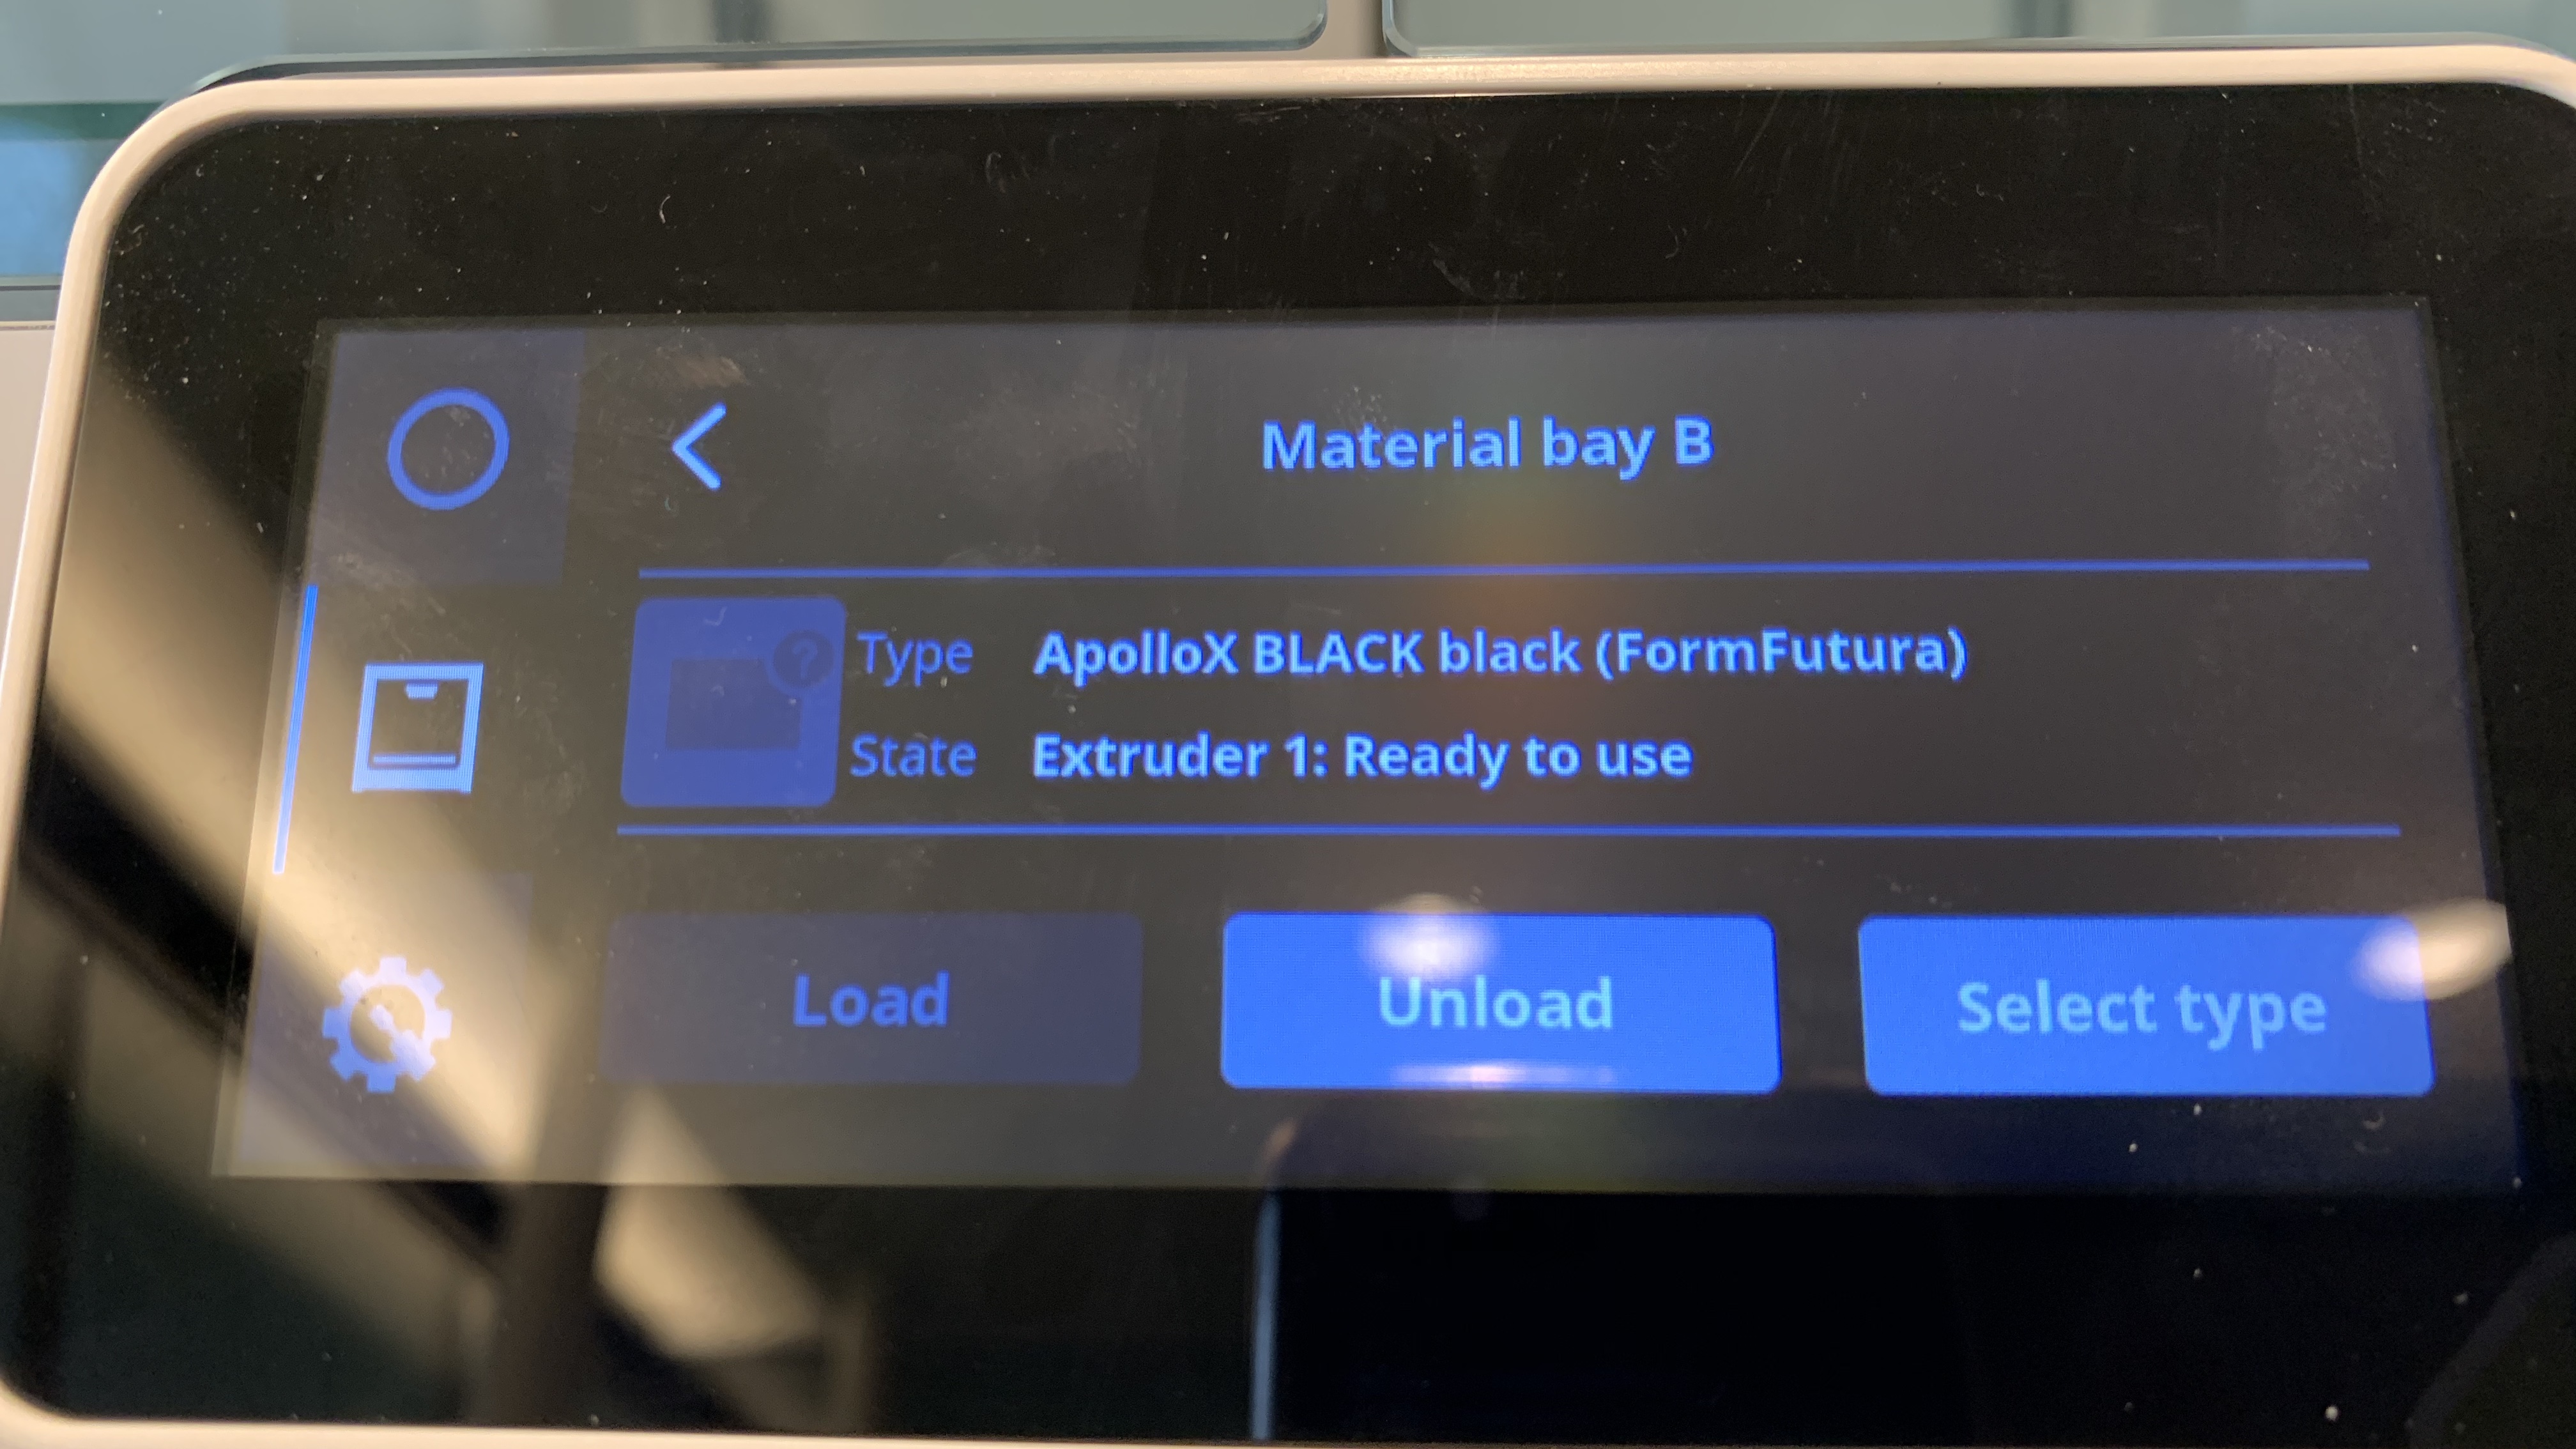 Material bay B
Type ApolloX BLACK black (FormFutura)
State Extruder 1: Ready to use
Load Unload Select type